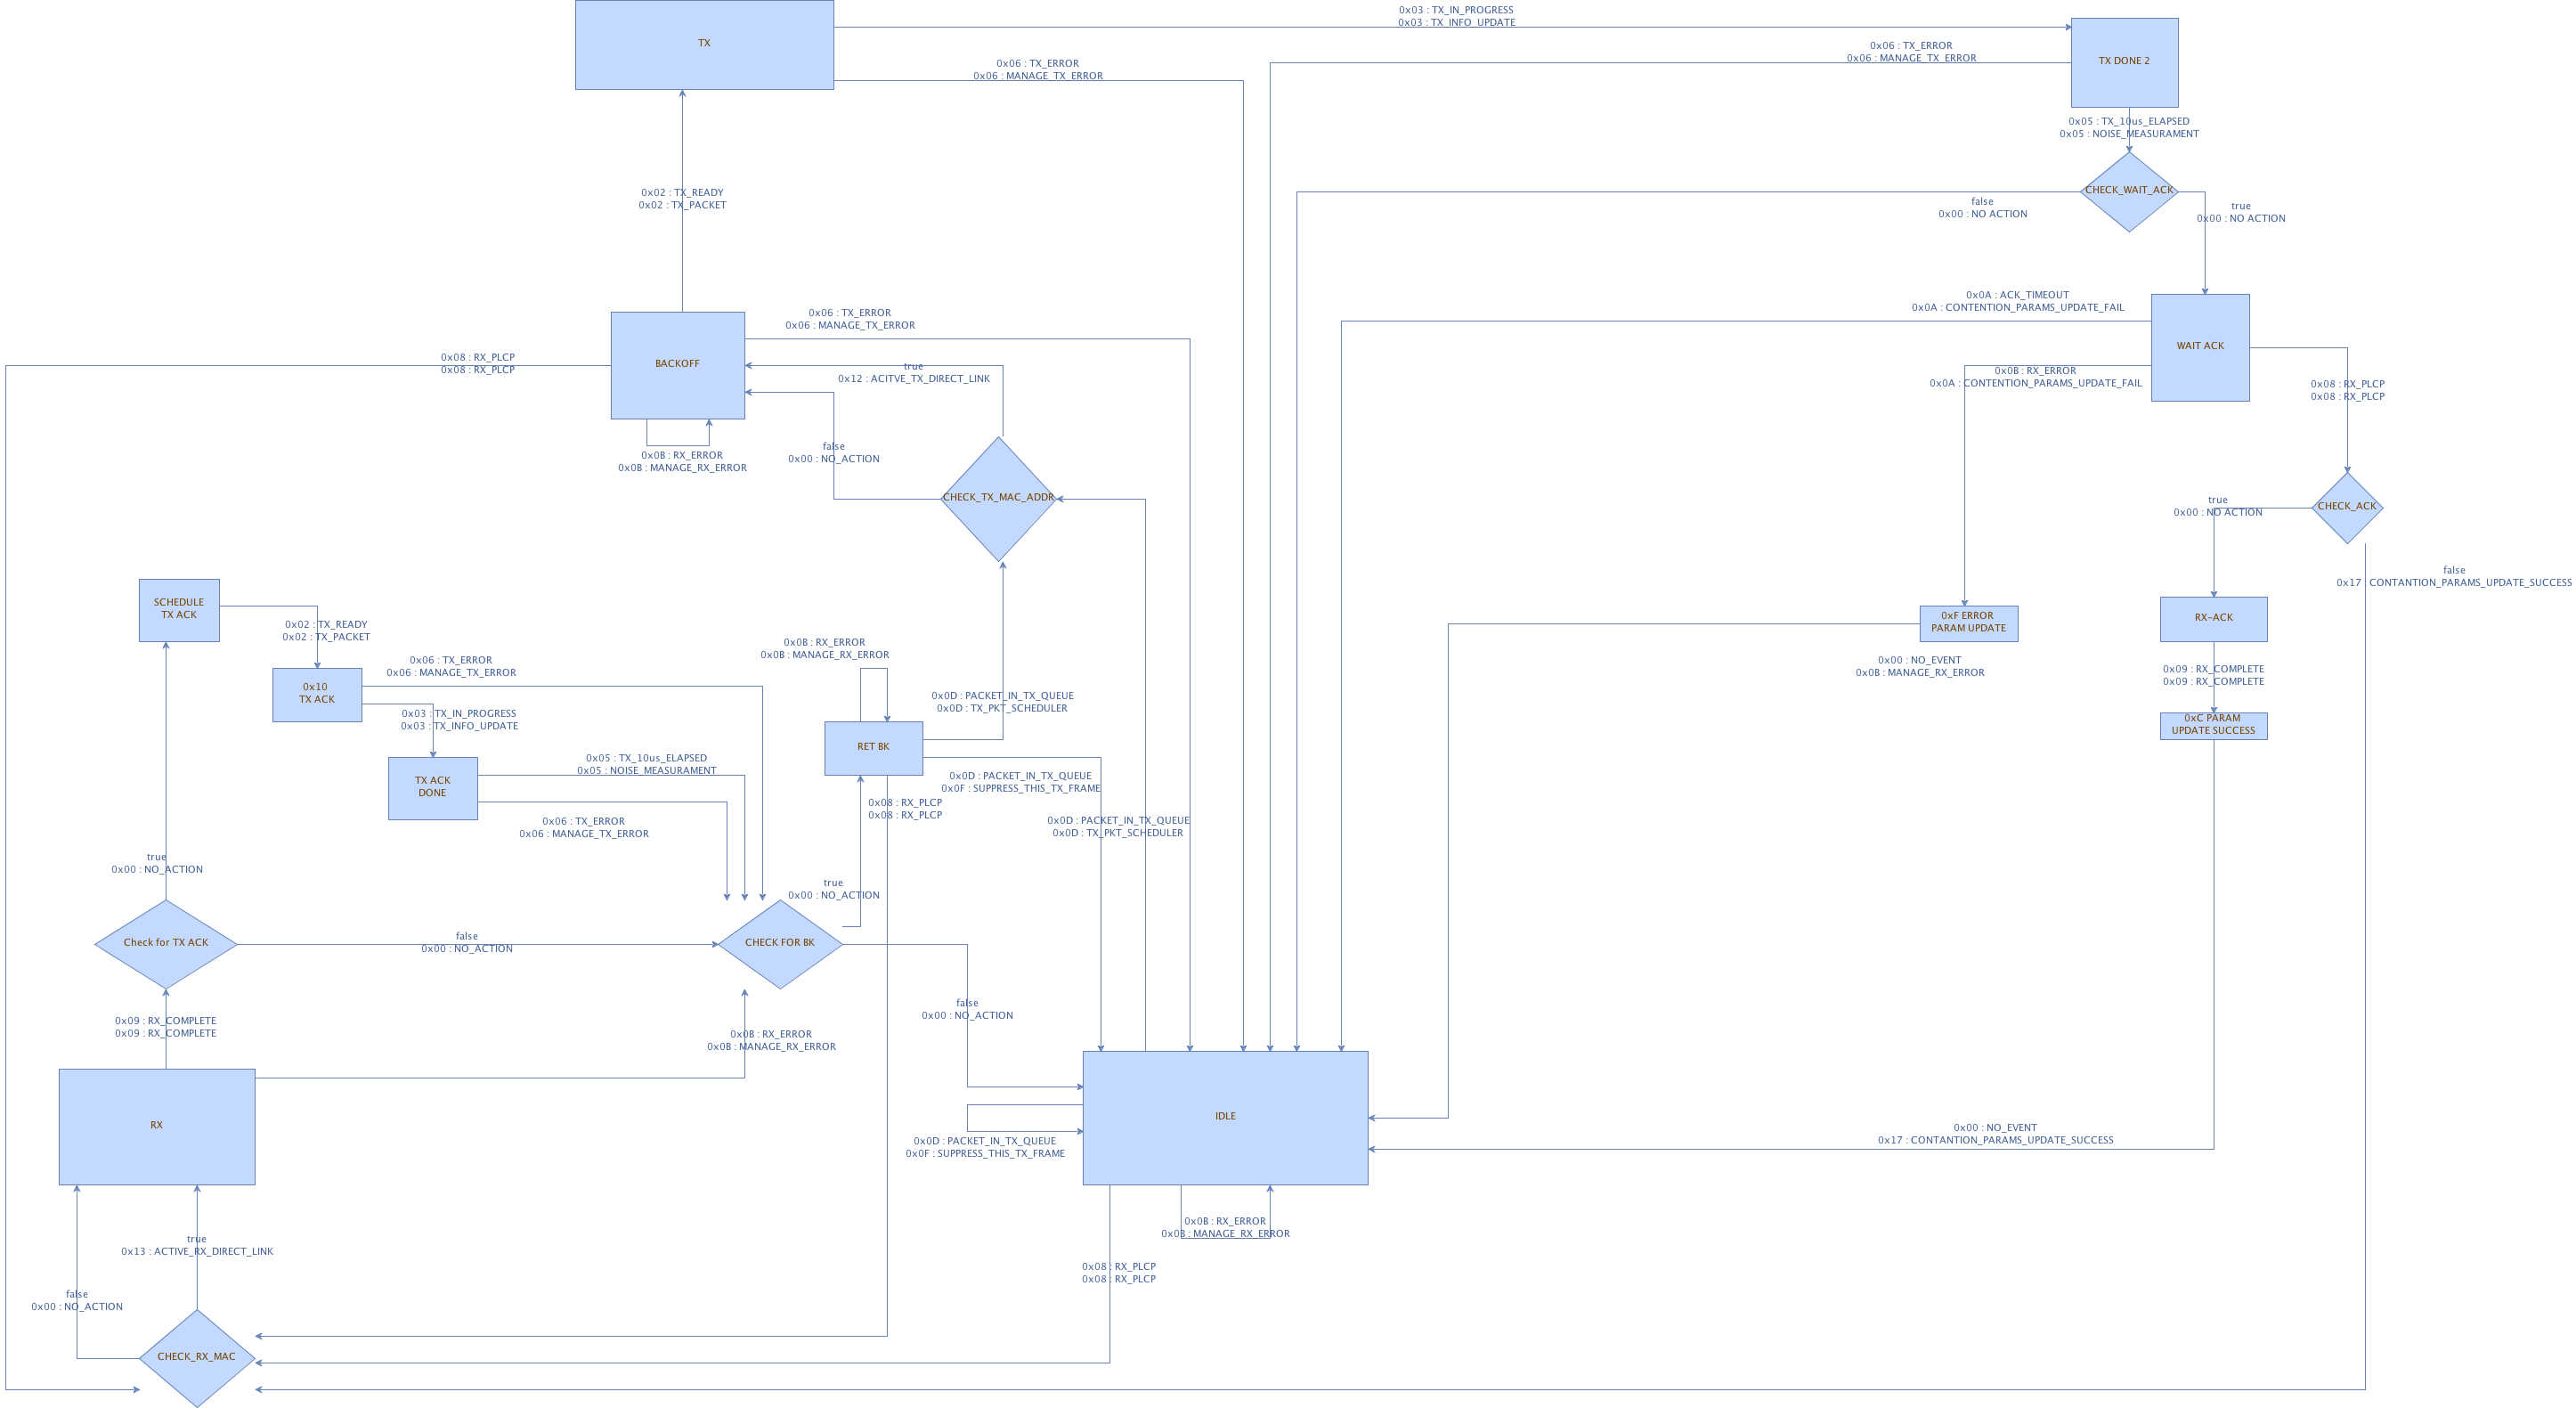 0x03 : TX_IN_PROGRESS
0x03 : TX_INFO_UPDATE
TX
0x06 : TX_ERROR
0x06 : MANAGE_TX_ERROR
0x06 : TX_ERROR
0x06 : MANAGE_TX_ERROR
TX DONE 2
0x05 : TX_10us_ELAPSED
0x05 : NOISE_MEASURAMENT
CHECK_WAIT_ACK
false
0x00 : NO ACTION
true
0x00 : NO ACTION
0x02 : TX_READY
0x02 : TX_PACKET
0x0A : ACK_TIMEOUT
0x0A : CONTENTION_PARAMS_UPDATE_FAIL
WAIT ACK
0x06 : TX_ERROR
0x06 : MANAGE_TX_ERROR
BACKOFF
0x08 : RX_PLCP
0x08 : RX_PLCP
true
0x12 : ACITVE_TX_DIRECT_LINK
0x0B : RX_ERROR
0x0A : CONTENTION_PARAMS_UPDATE_FAIL
0x08 : RX_PLCP
0x08 : RX_PLCP
0x0B : RX_ERROR
0x0B : MANAGE_RX_ERROR
false
0x00 : NO_ACTION
CHECK_TX_MAC_ADDR
true
0x00 : NO ACTION
CHECK_ACK
false
0x17 : CONTANTION_PARAMS_UPDATE_SUCCESS
SCHEDULE
TX ACK
0x02 : TX_READY
0x02 : TX_PACKET
0xF ERROR
PARAM UPDATE
RX-ACK
0x0B : RX_ERROR
0x0B : MANAGE_RX_ERROR
0x06 : TX_ERROR
0x06 : MANAGE_TX_ERROR
0x00 : NO_EVENT
0x0B : MANAGE_RX_ERROR
0x09 : RX_COMPLETE
0x09 : RX_COMPLETE
0x10
TX ACK
0x0D : PACKET_IN_TX_QUEUE
0x0D : TX_PKT_SCHEDULER
0x03 : TX_IN_PROGRESS
0x03 : TX_INFO_UPDATE
0xC PARAM
UPDATE SUCCESS
RET BK
0x05 : TX_10us_ELAPSED
0x05 : NOISE_MEASURAMENT
TX ACK
DONE
0x0D : PACKET_IN_TX_QUEUE
0x0F : SUPPRESS_THIS_TX_FRAME
0x08 : RX_PLCP
0x08 : RX_PLCP
0x06 : TX_ERROR
0x06 : MANAGE_TX_ERROR
0x0D : PACKET_IN_TX_QUEUE
0x0D : TX_PKT_SCHEDULER
true
0x00 : NO_ACTION
true
0x00 : NO_ACTION
Check for TX ACK
false
0x00 : NO_ACTION
CHECK FOR BK
false
0x00 : NO_ACTION
0x09 : RX_COMPLETE
0x09 : RX_COMPLETE
0x0B : RX_ERROR
0x0B : MANAGE_RX_ERROR
RX
IDLE
0x0D : PACKET_IN_TX_QUEUE
0x0F : SUPPRESS_THIS_TX_FRAME
0x00 : NO_EVENT
0x17 : CONTANTION_PARAMS_UPDATE_SUCCESS
0x0B : RX_ERROR
0x0B : MANAGE_RX_ERROR
true
0x13 : ACTIVE_RX_DIRECT_LINK
0x08 : RX_PLCP
0x08 : RX_PLCP
false
0x00 : NO_ACTION
CHECK_RX_MAC